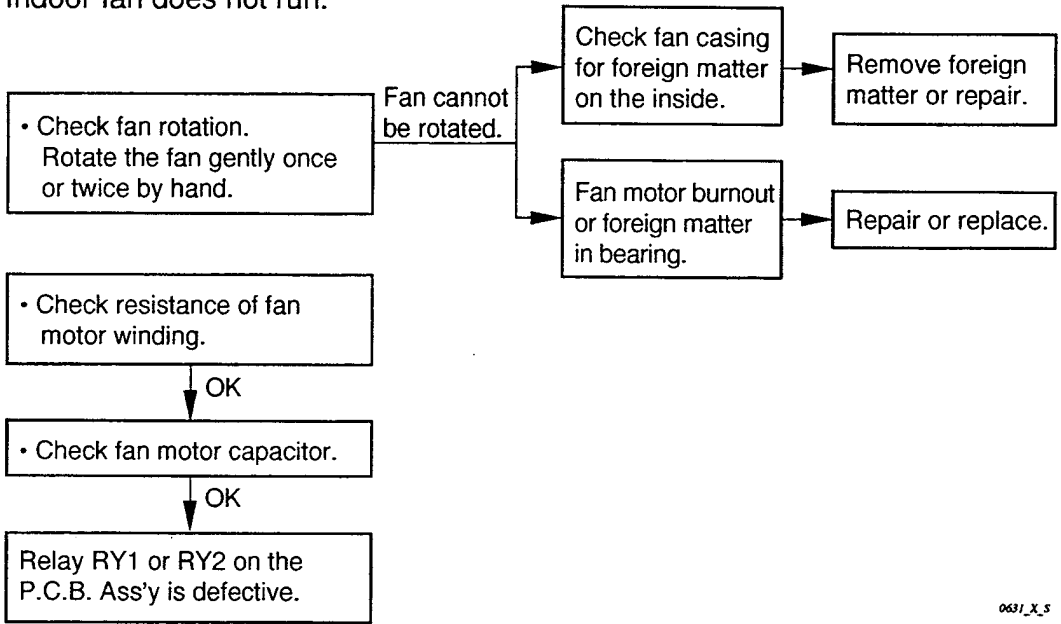 Indoor fan does not run.
• Check fan rotation.
Rotate the fan gently once
or twice by hand.
Fan cannot
be rotated.
Check fan casing
for foreign matter
on the inside.
Remove foreign
matter or repair.
Fan motor burnout
or foreign matter
in bearing.
Repair or replace.
• Check resistance of fan
motor winding.
OK
• Check fan motor capacitor.
OK
Relay RY1 or RY2 on the
P.C.B. Ass'y is defective.
0631_X_S